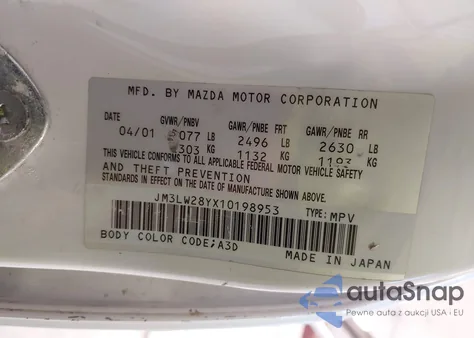 MFD. BY MAZDA MOTOR CORPORATION
DATE GVWR/PNBV GAWR/PNBE FRT GAWR/PNBE RR
04/01 5077 LB 2496 LB 2630 LB
2303 KG 1132 KG 1193 KG
THIS VEHICLE CONFORMS TO ALL APPLICABLE FEDERAL MOTOR VEHICLE SAFETY
AND THEFT PREVENTION
STANDARDS IN EFFECT ON THE DATE OF MANUFACTURE SHOWN ABOVE.
JM3LW28YX10198953 TYPE: MPV
BODY COLOR CODE;A3D
MADE IN JAPAN
autoSnap
Pewne auta z aukcji USA i EU